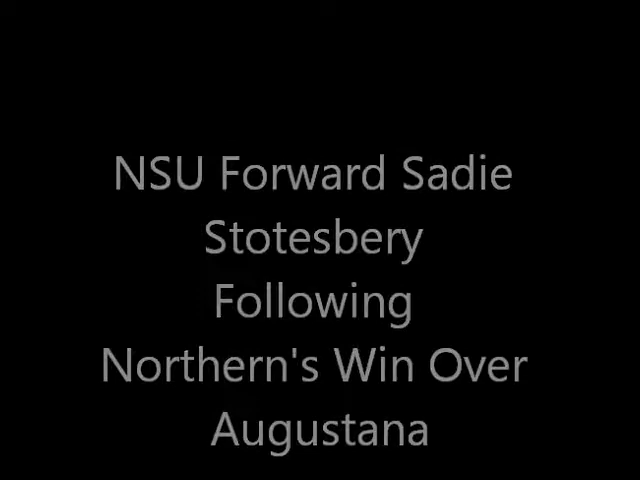 NSU Forward Sadie
Stotesbery
Following
Northern's Win Over
Augustana